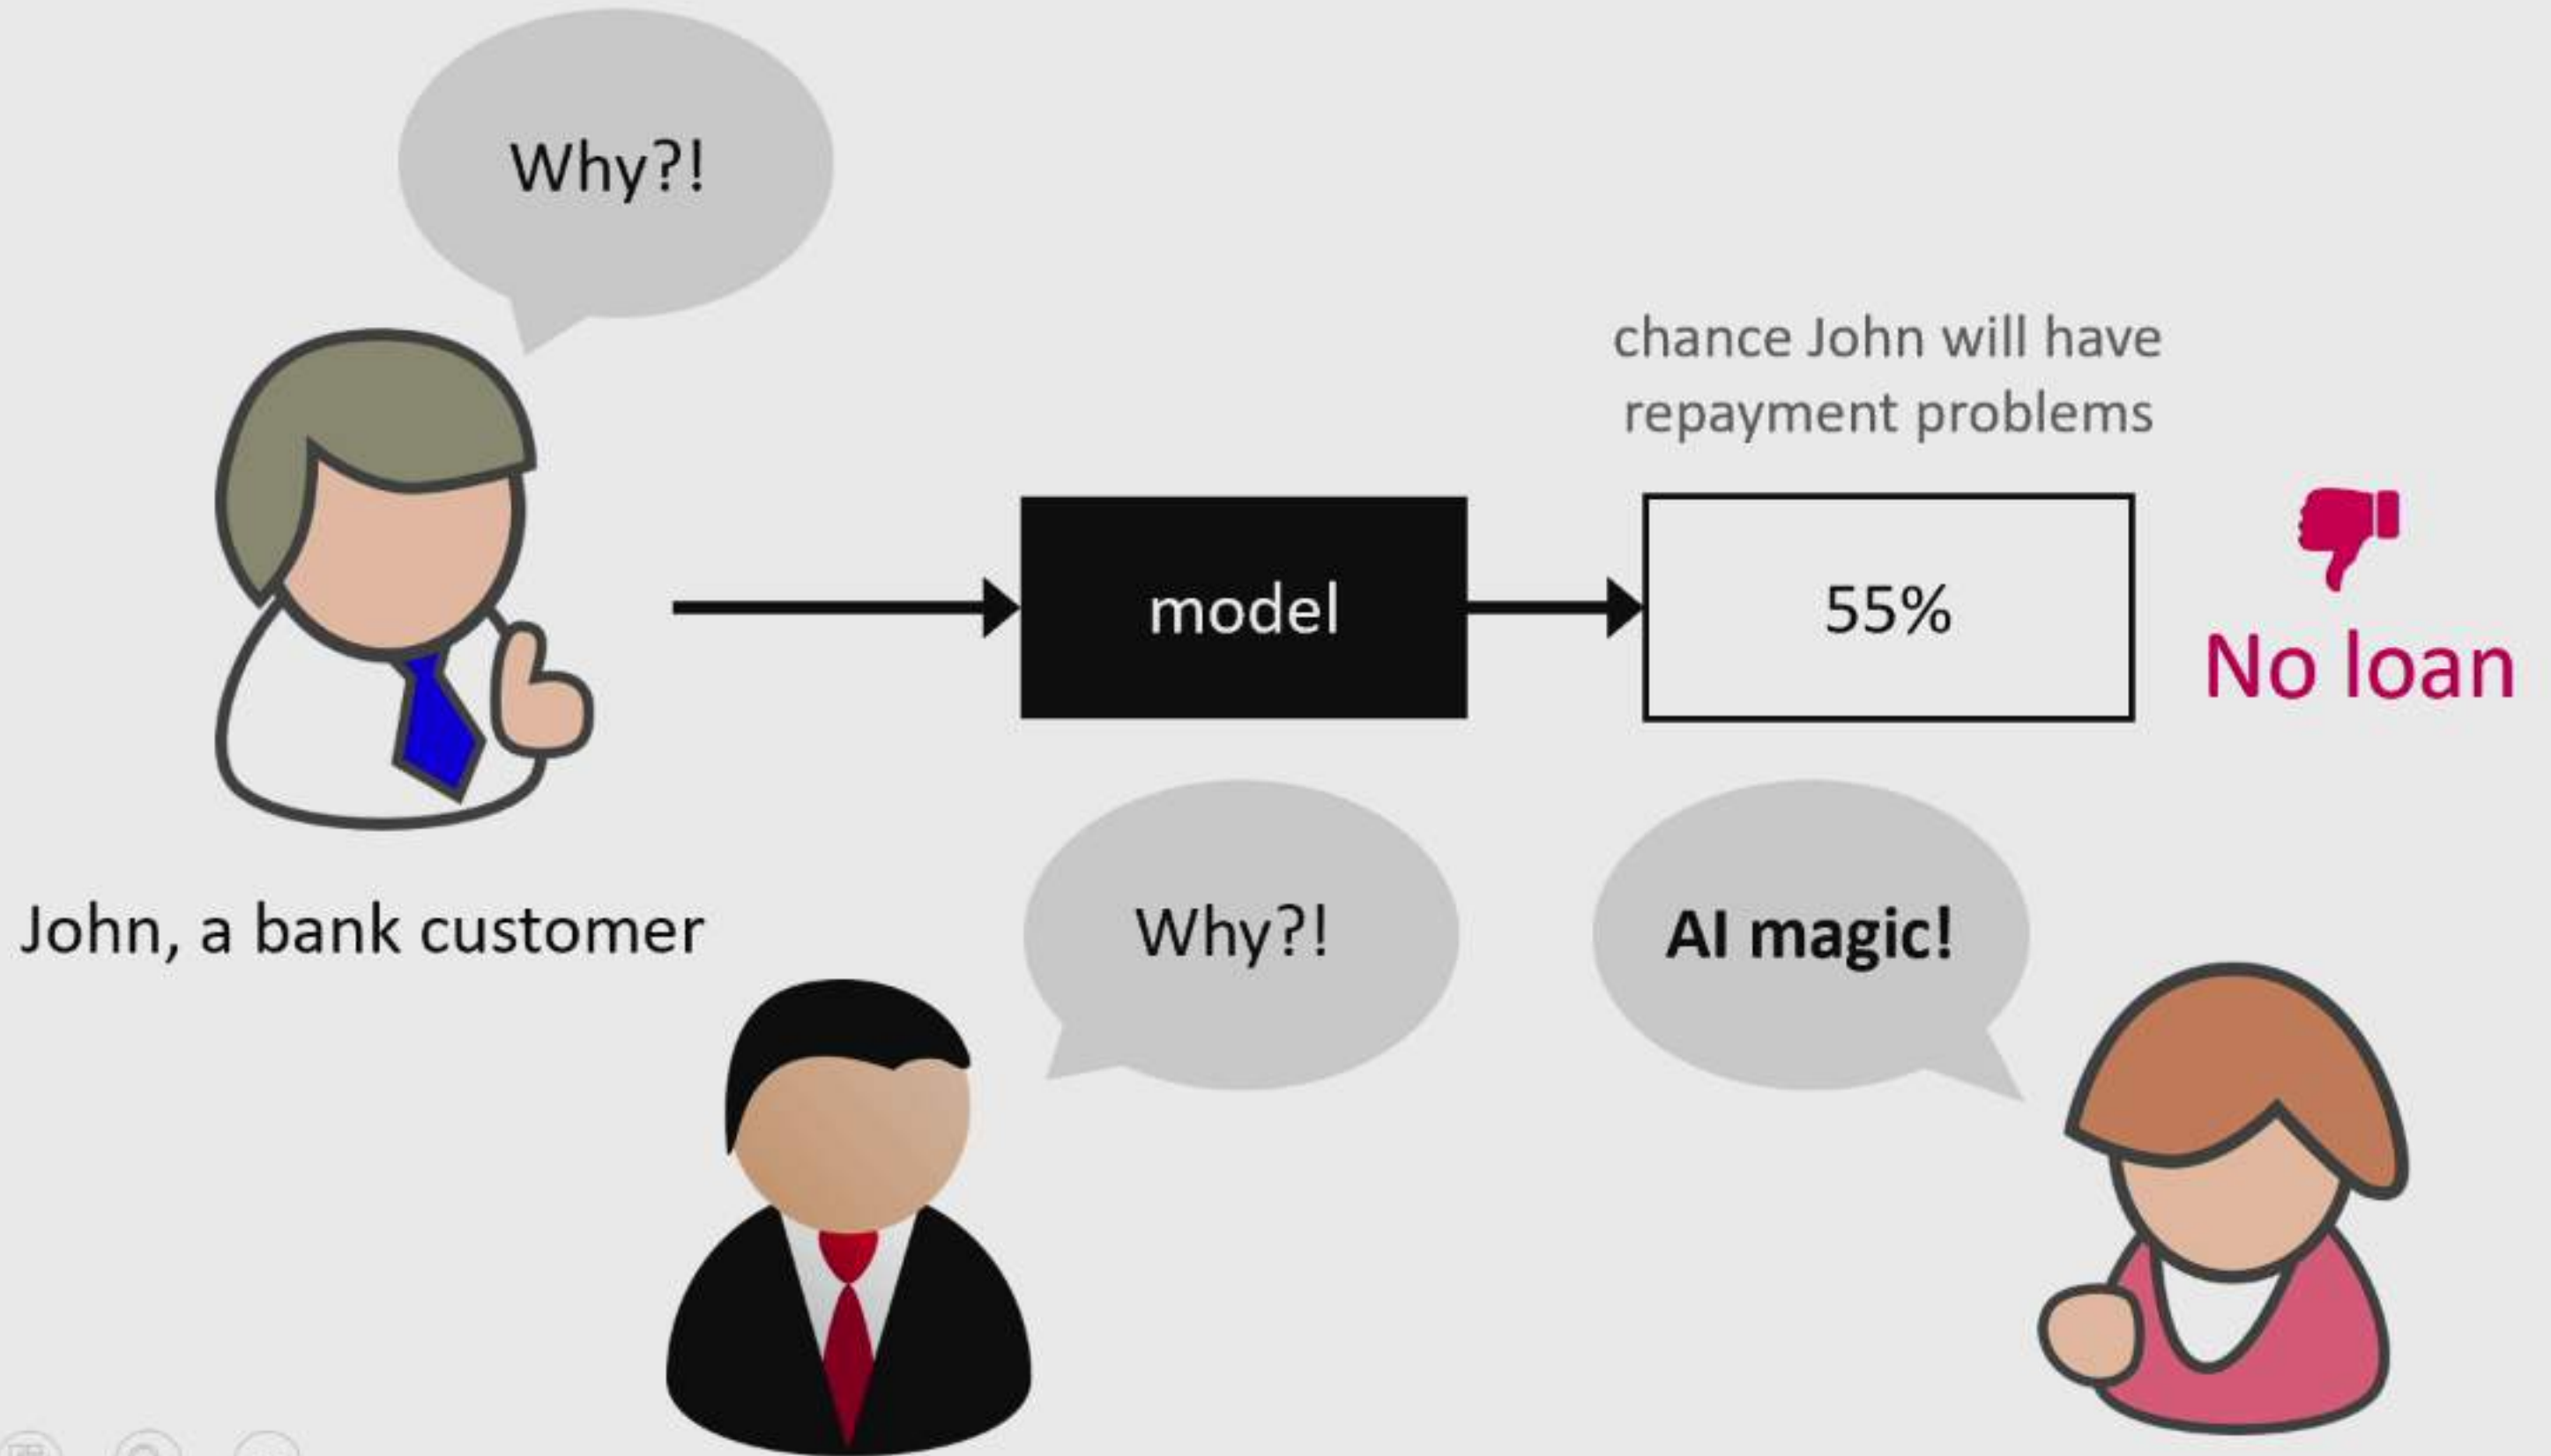 Why?!
chance John will have
repayment problems
model
55%
No loan
John, a bank customer
Why?!
AI magic!